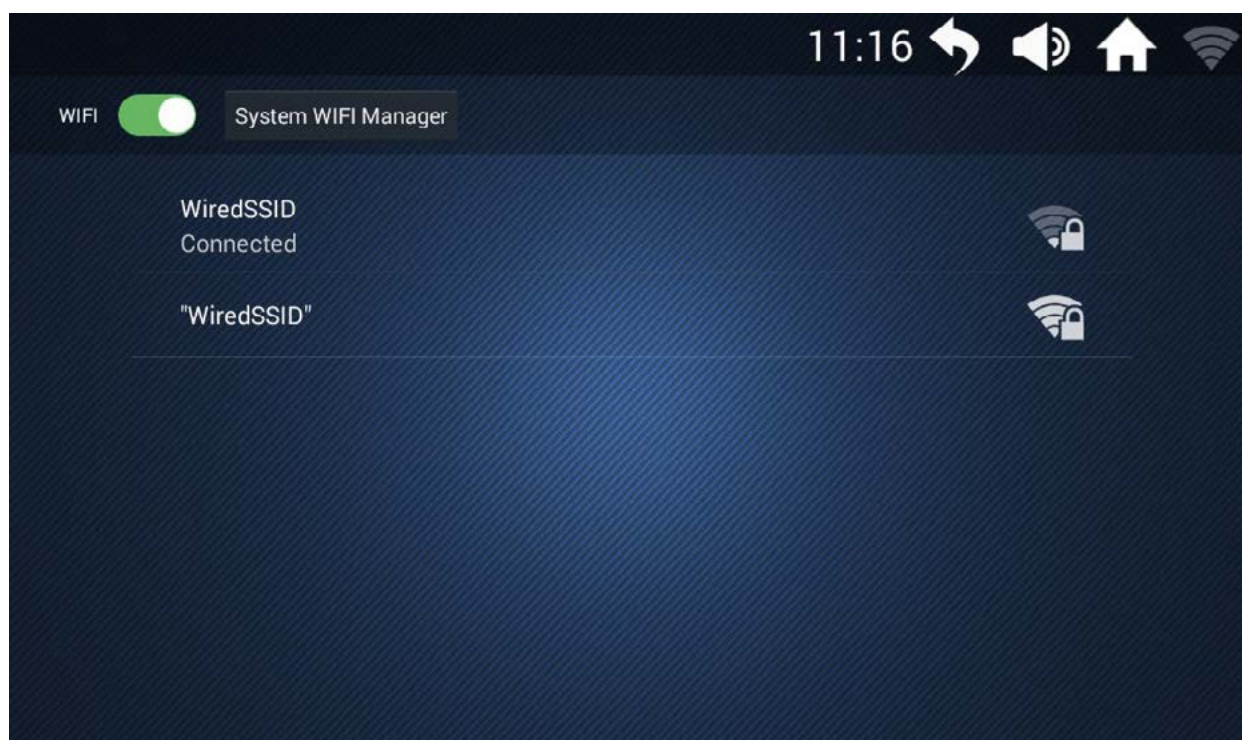 11:16
WIFI System WIFI Manager
WiredSSID
Connected
"WiredSSID"